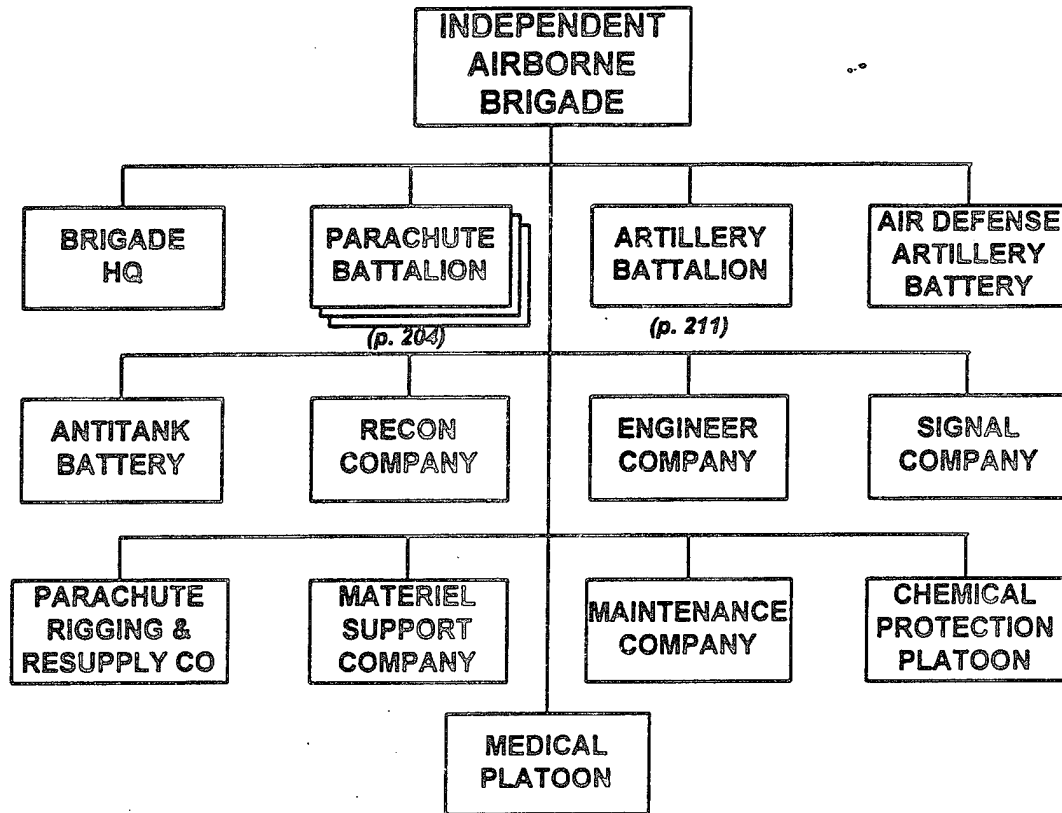 INDEPENDENT
AIRBORNE
BRIGADE
BRIGADE
HQ
PARACHUTE
BATTALION
(p. 204)
ARTILLERY
BATTALION
(p. 211)
AIR DEFENSE
ARTILLERY
BATTERY
ANTITANK
BATTERY
RECON
COMPANY
ENGINEER
COMPANY
SIGNAL
COMPANY
PARACHUTE
RIGGING &
RESUPPLY CO
MATERIEL
SUPPORT
COMPANY
MAINTENANCE
COMPANY
CHEMICAL
PROTECTION
PLATOON
MEDICAL
PLATOON